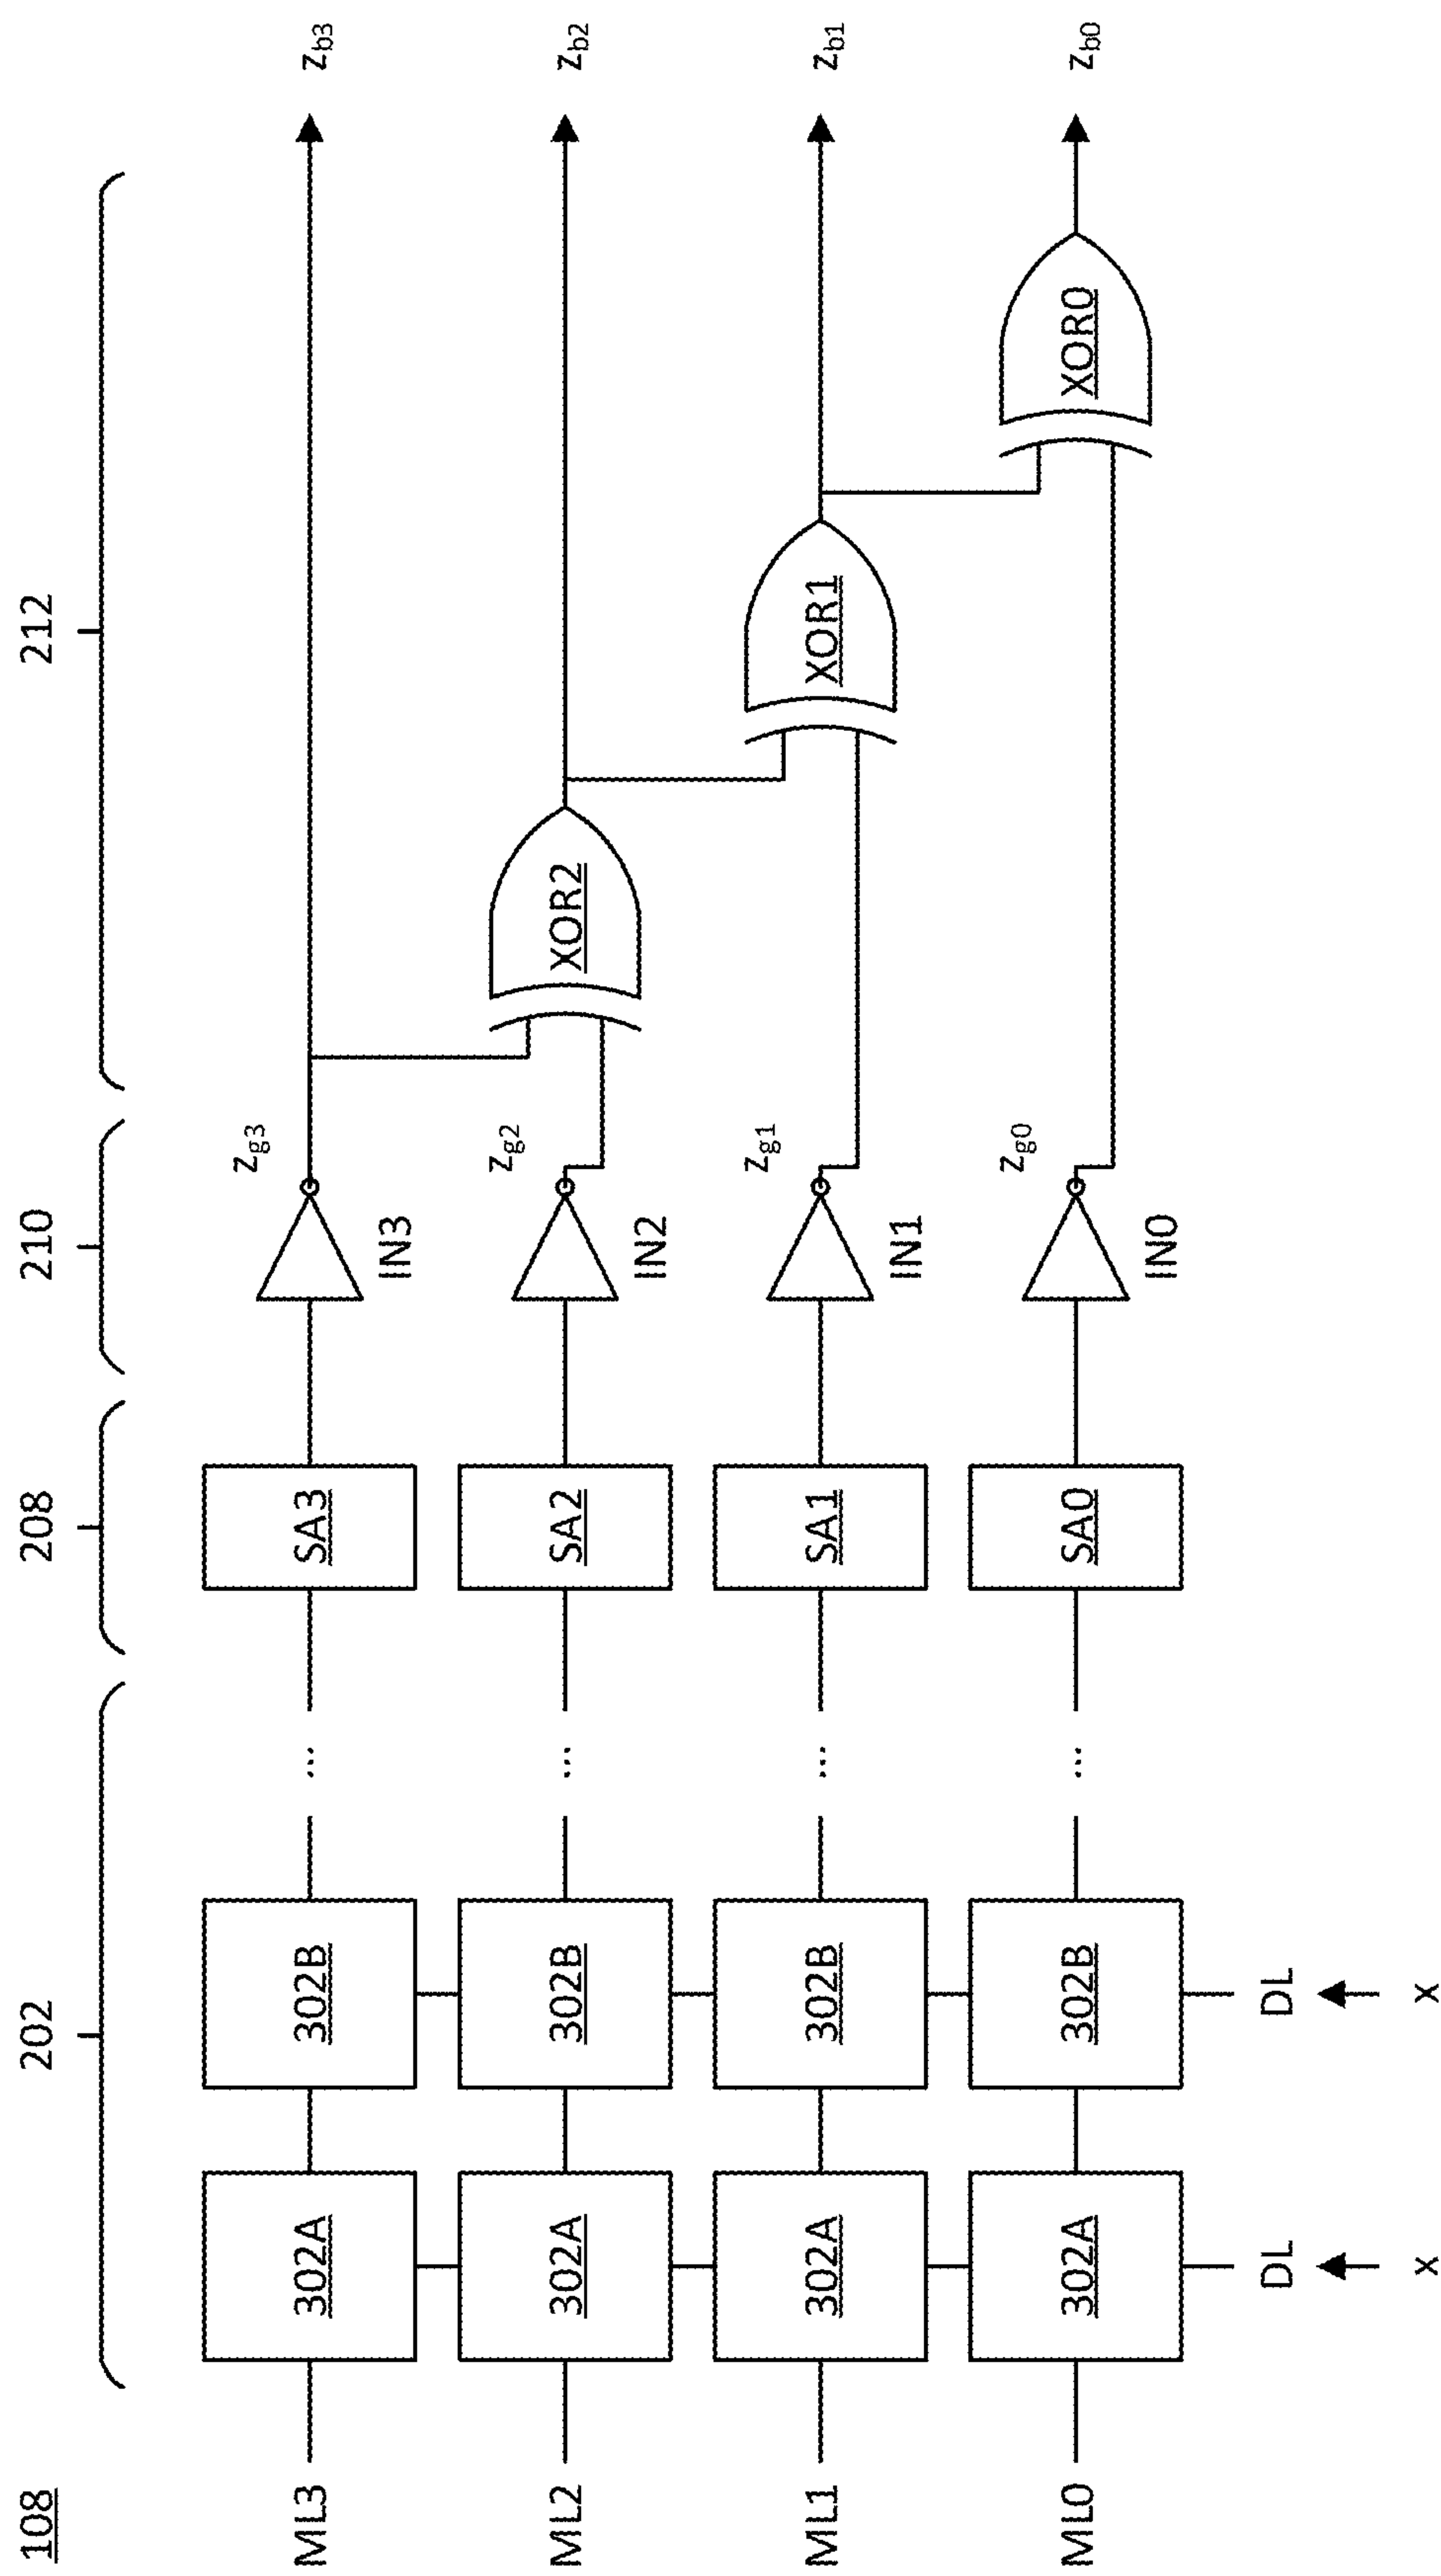 108
202
208
210
212
ML3
302A
302B
...
SA3
IN3
zg3
zb3
ML2
302A
302B
...
SA2
IN2
zg2
XOR2
zb2
ML1
302A
302B
...
SA1
IN1
zg1
XOR1
zb1
ML0
302A
302B
...
SA0
IN0
zg0
XOR0
zb0
DL
DL
x
x